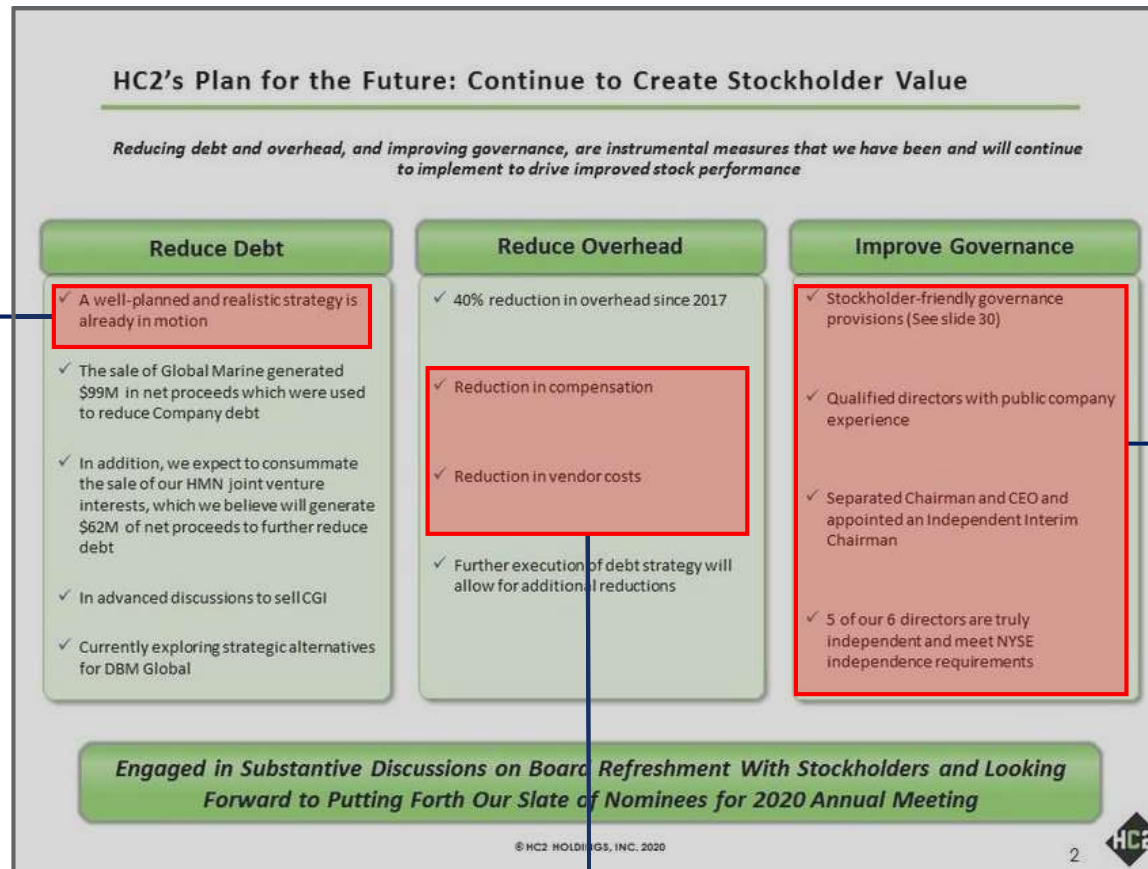 HC2's Plan for the Future: Continue to Create Stockholder Value
Reducing debt and overhead, and improving governance, are instrumental measures that we have been and will continue
to implement to drive improved stock performance
Reduce Debt
✓ A well-planned and realistic strategy is
already in motion
✓ The sale of Global Marine generated
$99M in net proceeds which were used
to reduce Company debt
✓ In addition, we expect to consummate
the sale of our HMN joint venture
interests, which we believe will generate
$62M of net proceeds to further reduce
debt
✓ In advanced discussions to sell CGI
✓ Currently exploring strategic alternatives
for DBM Global
Reduce Overhead
✓ 40% reduction in overhead since 2017
✓ Reduction in compensation
✓ Reduction in vendor costs
✓ Further execution of debt strategy will
allow for additional reductions
Improve Governance
✓ Stockholder-friendly governance
provisions (See slide 30)
✓ Qualified directors with public company
experience
✓ Separated Chairman and CEO and
appointed an Independent Interim
Chairman
✓ 5 of our 6 directors are truly
independent and meet NYSE
independence requirements
Engaged in Substantive Discussions on Board Refreshment With Stockholders and Looking
Forward to Putting Forth Our Slate of Nominees for 2020 Annual Meeting
© HC2 HOLDINGS, INC. 2020
2
HC2